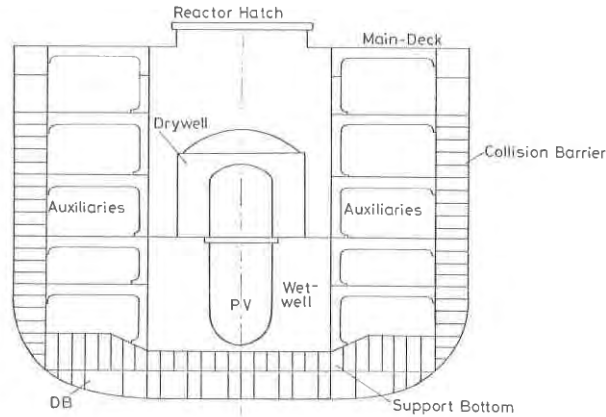 Reactor Hatch
Main-Deck
Drywell
Collision Barrier
Auxiliaries
Auxiliaries
Wet-
well
PV
Support Bottom
DB